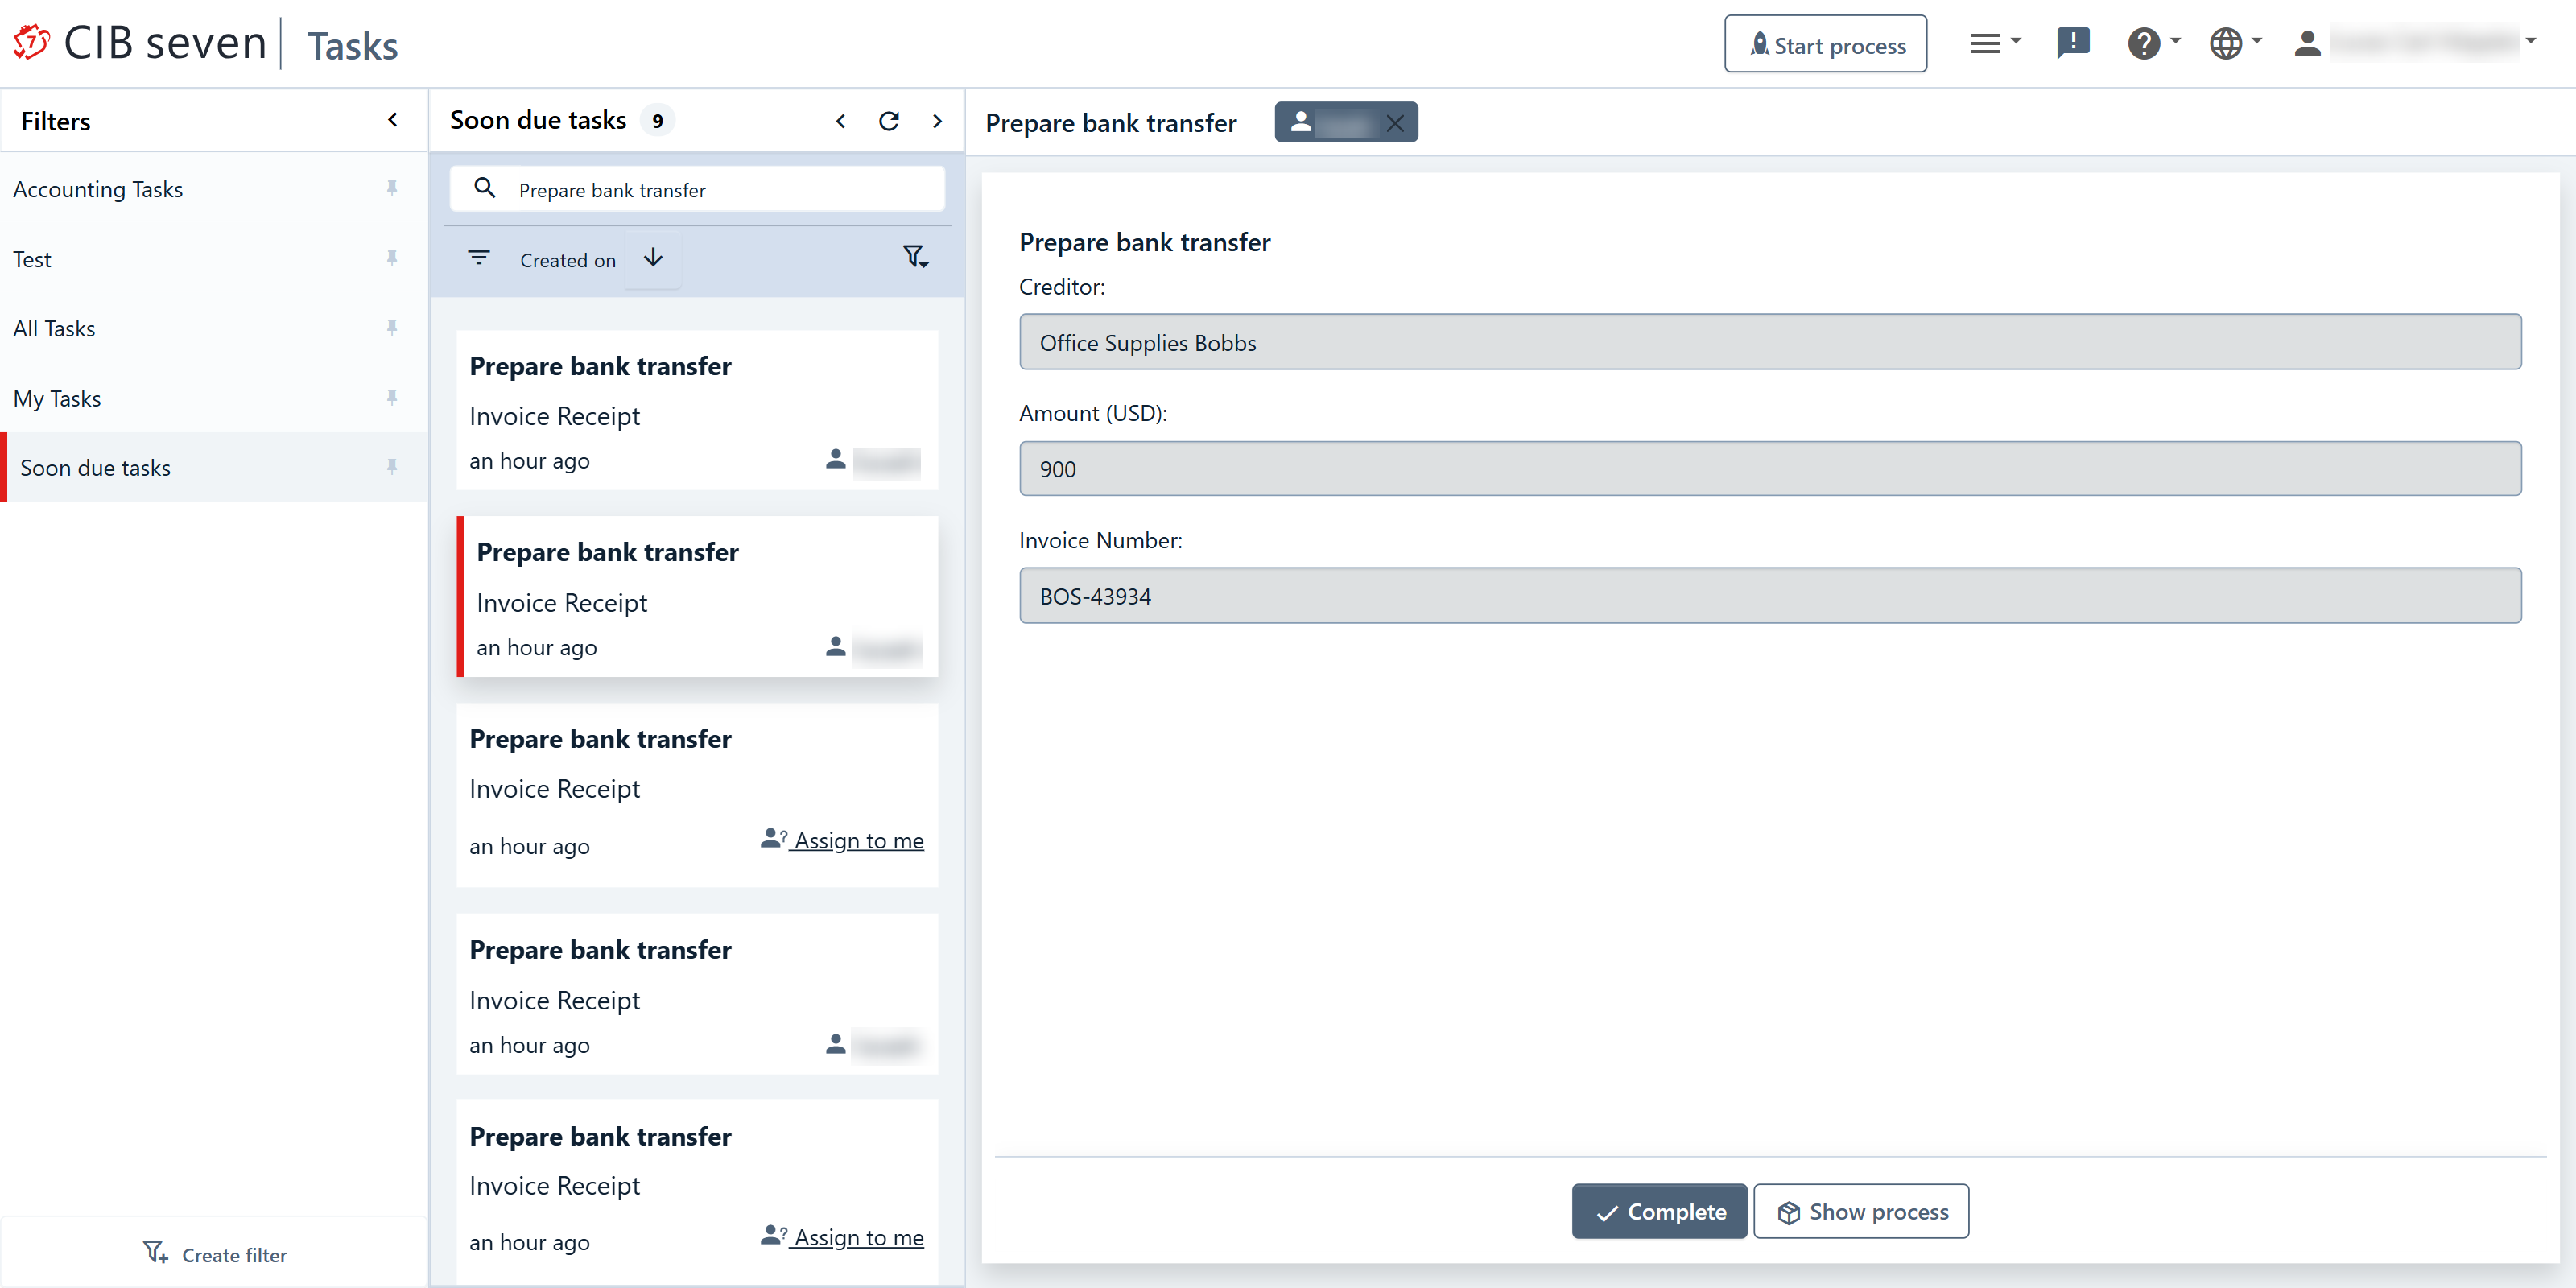 CIB seven Tasks
Start process
Filters
Accounting Tasks
Test
All Tasks
My Tasks
Soon due tasks
Create filter
Soon due tasks 9
Prepare bank transfer
Created on
Prepare bank transfer
Invoice Receipt
an hour ago
Prepare bank transfer
Invoice Receipt
an hour ago
Prepare bank transfer
Invoice Receipt
an hour ago Assign to me
Prepare bank transfer
Invoice Receipt
an hour ago
Prepare bank transfer
Invoice Receipt
an hour ago Assign to me
Prepare bank transfer
Prepare bank transfer
Creditor:
Office Supplies Bobbs
Amount (USD):
900
Invoice Number:
BOS-43934
Complete Show process